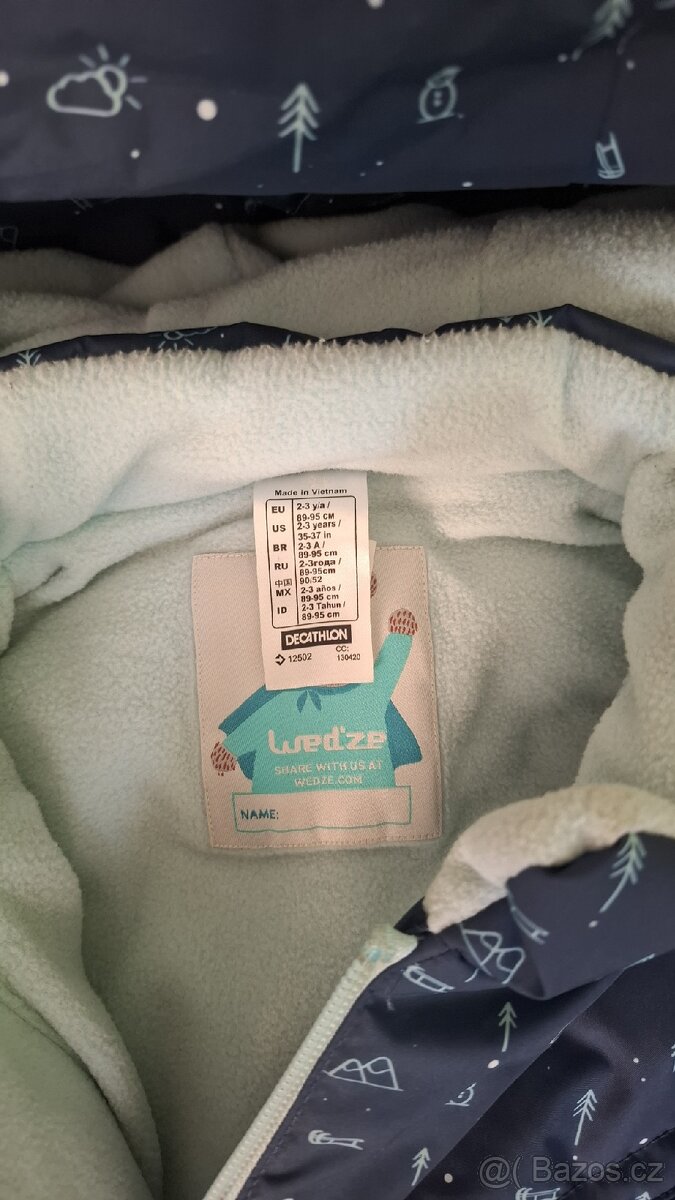 Made in Vietnam
EU 2-3 y/a /
89-95 CM
US 2-3 years /
35-37 in
BR 2-3 A /
89-95 cm
RU 2-3года /
89-95cm
中国 90/52
MX 2-3 años /
89-95 cm
ID 2-3 Tahun /
89-95 cm
DECATHLON
12502 CC:
130420
Wed'ze
SHARE WITH US AT
WEDZE.COM
NAME:
@( Bazos.cz